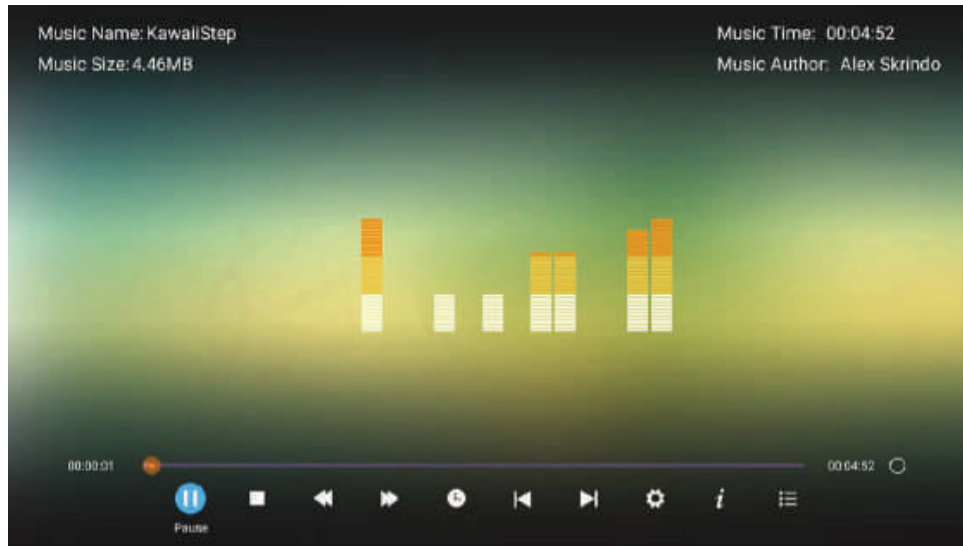 Music Name: KawaiiStep
Music Size: 4.46MB
Music Time: 00:04:52
Music Author: Alex Skrindo
00:00:01
00:04:52
Pause